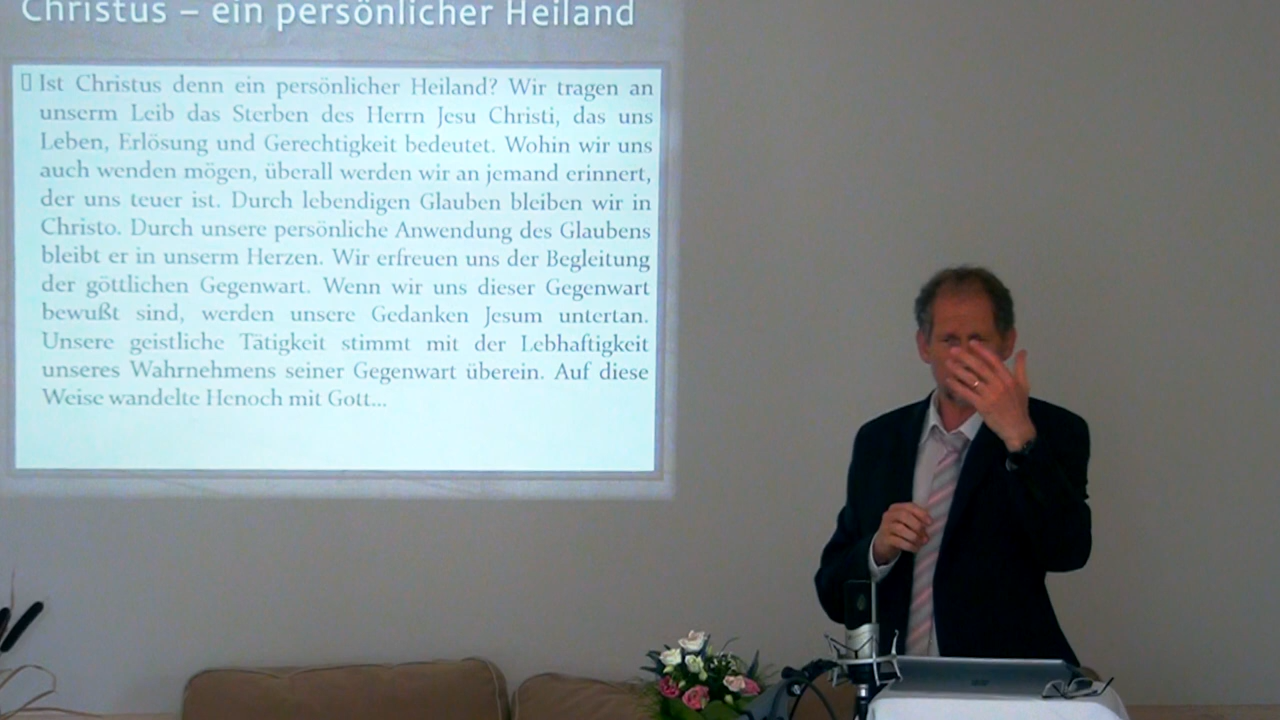 Christus – ein persönlicher Heiland
Ist Christus denn ein persönlicher Heiland? Wir tragen an
unserm Leib das Sterben des Herrn Jesu Christi, das uns
Leben, Erlösung und Gerechtigkeit bedeutet. Wohin wir uns
auch wenden mögen, überall werden wir an jemand erinnert,
der uns teuer ist. Durch lebendigen Glauben bleiben wir in
Christo. Durch unsere persönliche Anwendung des Glaubens
bleibt er in unserm Herzen. Wir erfreuen uns der Begleitung
der göttlichen Gegenwart. Wenn wir uns dieser Gegenwart
bewußt sind, werden unsere Gedanken Jesum untertan.
Unsere geistliche Tätigkeit stimmt mit der Lebhaftigkeit
unseres Wahrnehmens seiner Gegenwart überein. Auf diese
Weise wandelte Henoch mit Gott...